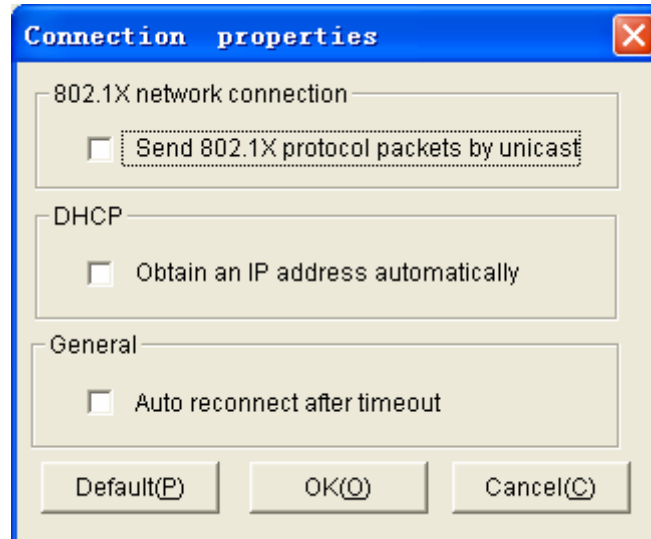 Connection properties
802.1X network connection
Send 802.1X protocol packets by unicast
DHCP
Obtain an IP address automatically
General
Auto reconnect after timeout
Default(P) OK(O) Cancel(C)